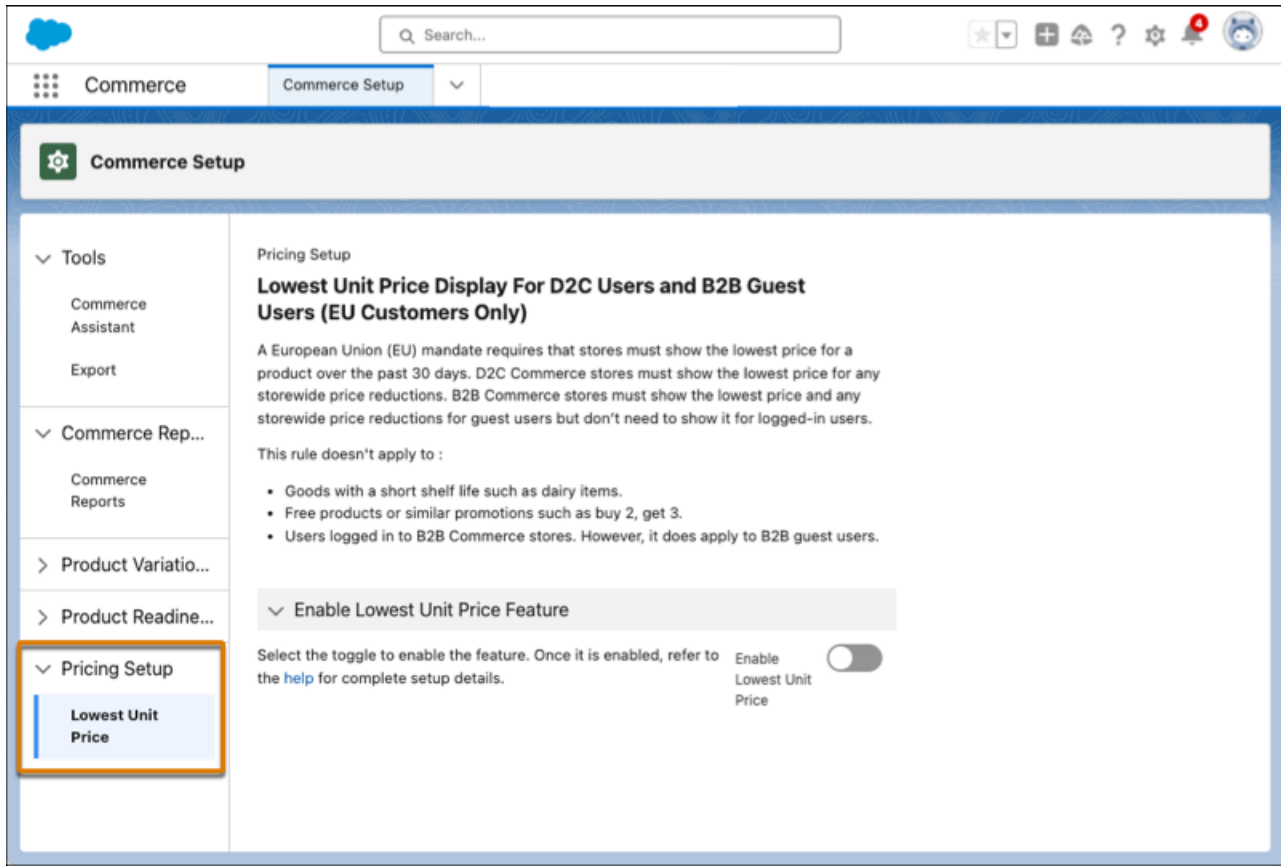 Search...
4
Commerce
Commerce Setup
Commerce Setup
Tools
Commerce
Assistant
Export
Commerce Rep...
Commerce
Reports
Product Variatio...
Product Readine...
Pricing Setup
Lowest Unit
Price
Pricing Setup
Lowest Unit Price Display For D2C Users and B2B Guest
Users (EU Customers Only)
A European Union (EU) mandate requires that stores must show the lowest price for a
product over the past 30 days. D2C Commerce stores must show the lowest price for any
storewide price reductions. B2B Commerce stores must show the lowest price and any
storewide price reductions for guest users but don't need to show it for logged-in users.
This rule doesn't apply to :
• Goods with a short shelf life such as dairy items.
• Free products or similar promotions such as buy 2, get 3.
• Users logged in to B2B Commerce stores. However, it does apply to B2B guest users.
Enable Lowest Unit Price Feature
Select the toggle to enable the feature. Once it is enabled, refer to
the help for complete setup details.
Enable
Lowest Unit
Price